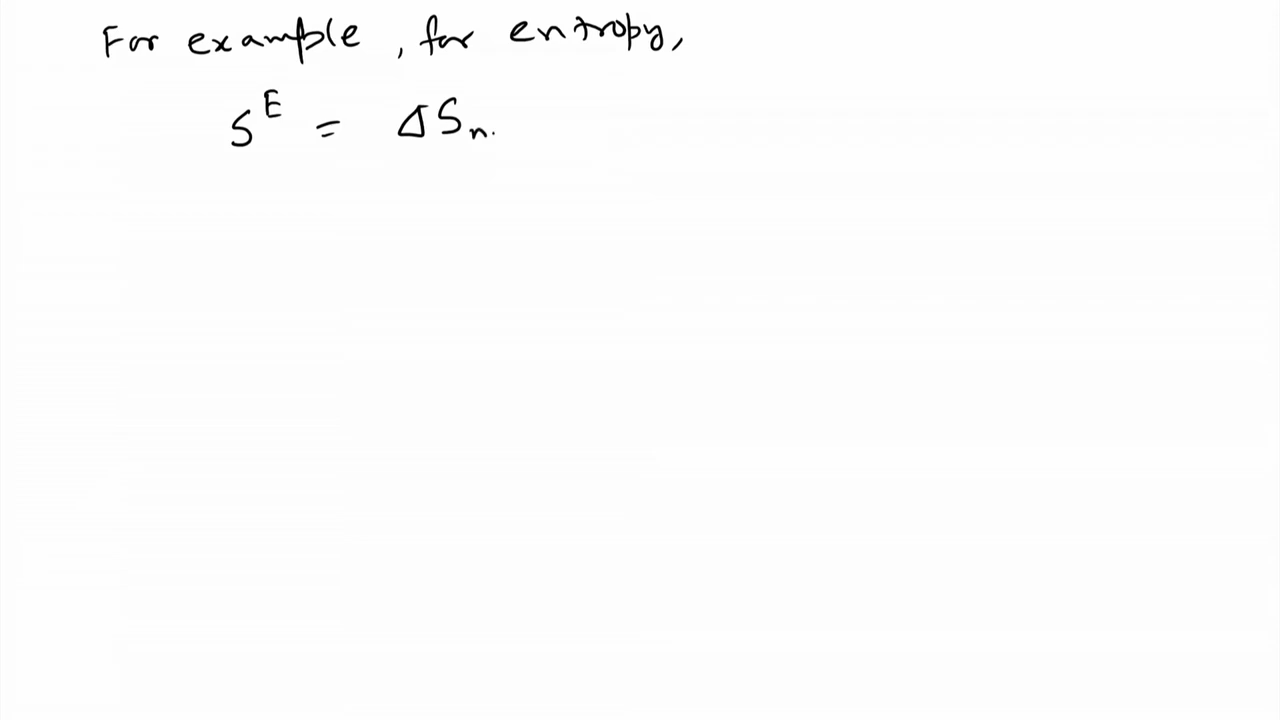 For example, for entropy,
S^E = ΔS_n.